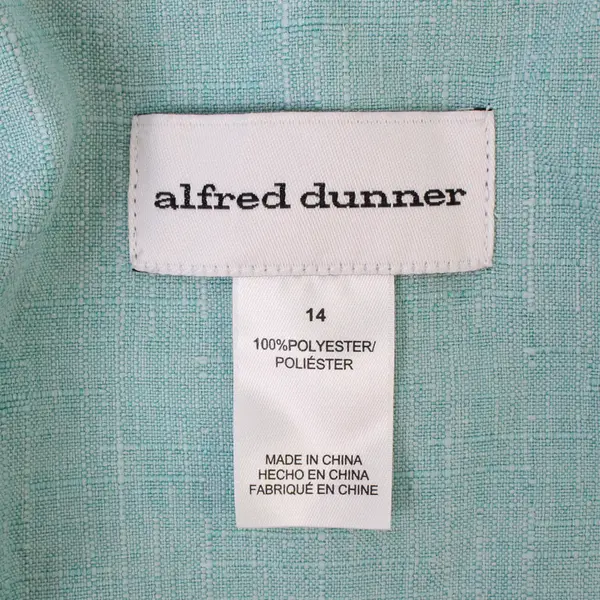 alfred dunner
14
100%POLYESTER/
POLIÉSTER
MADE IN CHINA
HECHO EN CHINA
FABRIQUÉ EN CHINE